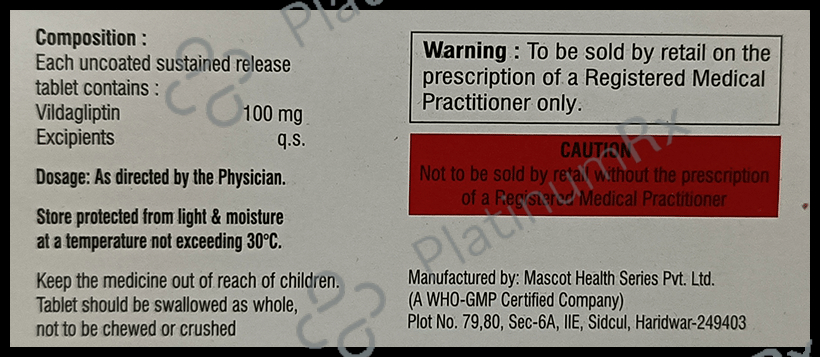 Composition :
Each uncoated sustained release
tablet contains :
Vildagliptin 100 mg
Excipients q.s.
Dosage: As directed by the Physician.
Store protected from light & moisture
at a temperature not exceeding 30°C.
Keep the medicine out of reach of children.
Tablet should be swallowed as whole,
not to be chewed or crushed
Warning : To be sold by retail on the
prescription of a Registered Medical
Practitioner only.
CAUTION
Not to be sold by retail without the prescription
of a Registered Medical Practitioner
Manufactured by: Mascot Health Series Pvt. Ltd.
(A WHO-GMP Certified Company)
Plot No. 79,80, Sec-6A, IIE, Sidcul, Haridwar-249403
Platinum
PlatinumRx
Rx